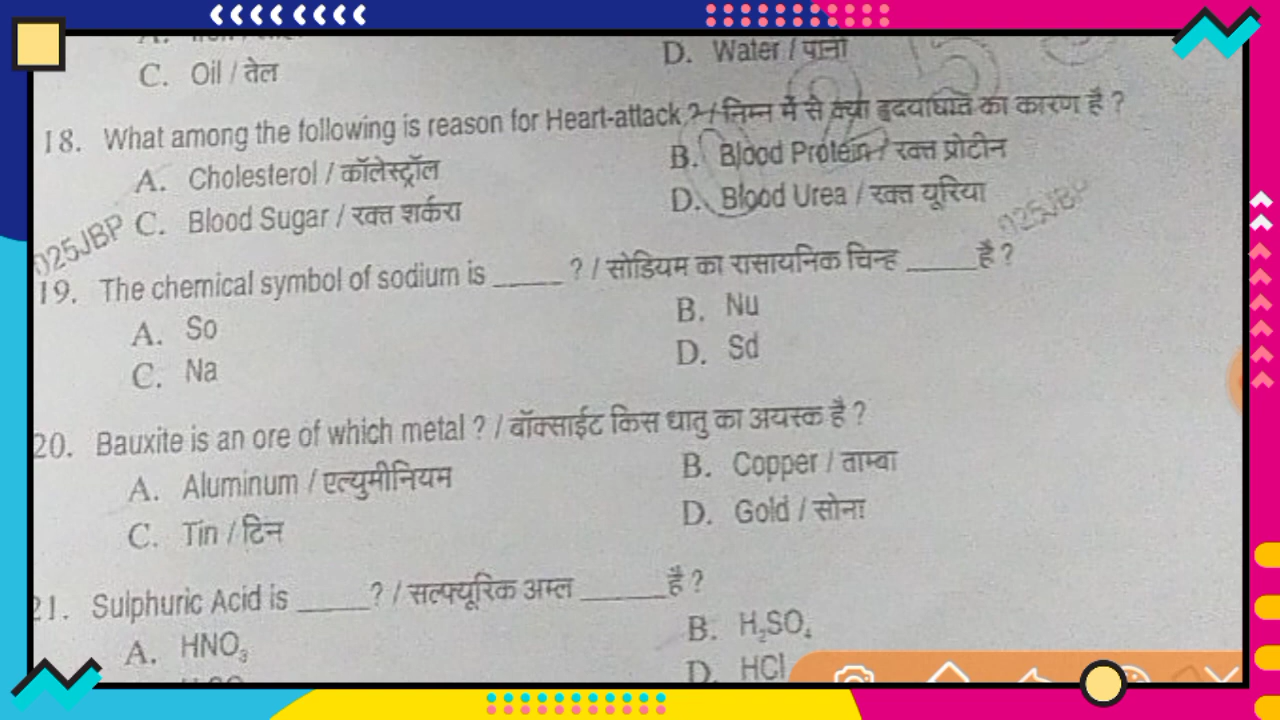 C. Oil / तेल
D. Water / पानी
18. What among the following is reason for Heart-attack ? / निम्न में से क्या हृदयाघात का कारण है ?
A. Cholesterol / कॉलेस्ट्रॉल
B. Blood Protein / रक्त प्रोटीन
025JBP
C. Blood Sugar / रक्त शर्करा
D. Blood Urea / रक्त यूरिया
19. The chemical symbol of sodium is _____ ? / सोडियम का रासायनिक चिन्ह _____ है ?
A. So
B. Nu
C. Na
D. Sd
20. Bauxite is an ore of which metal ? / बॉक्साईट किस धातु का अयस्क है ?
A. Aluminum / एल्युमीनियम
B. Copper / ताम्बा
C. Tin / टिन
D. Gold / सोना
21. Sulphuric Acid is _____ ? / सल्फ्यूरिक अम्ल ______ है ?
A. HNO₃
B. H₂SO₄
D. HCl